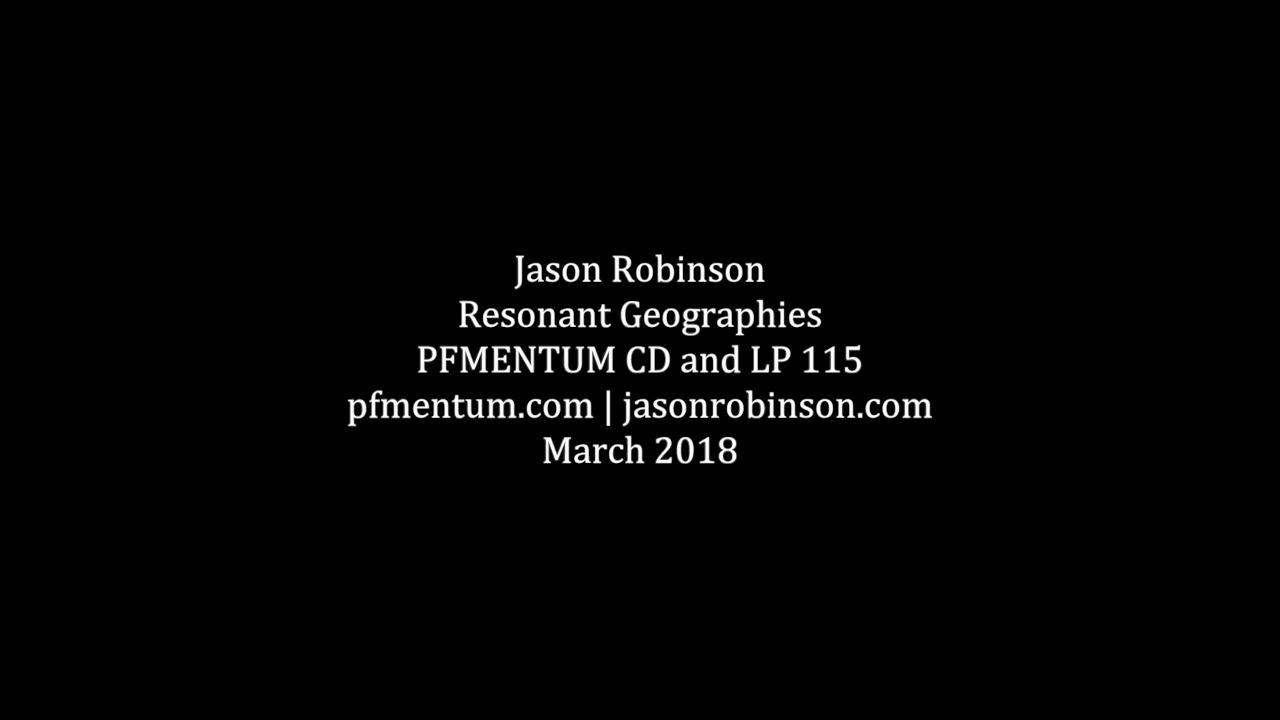 Jason Robinson
Resonant Geographies
PFMENTUM CD and LP 115
pfmentum.com | jasonrobinson.com
March 2018